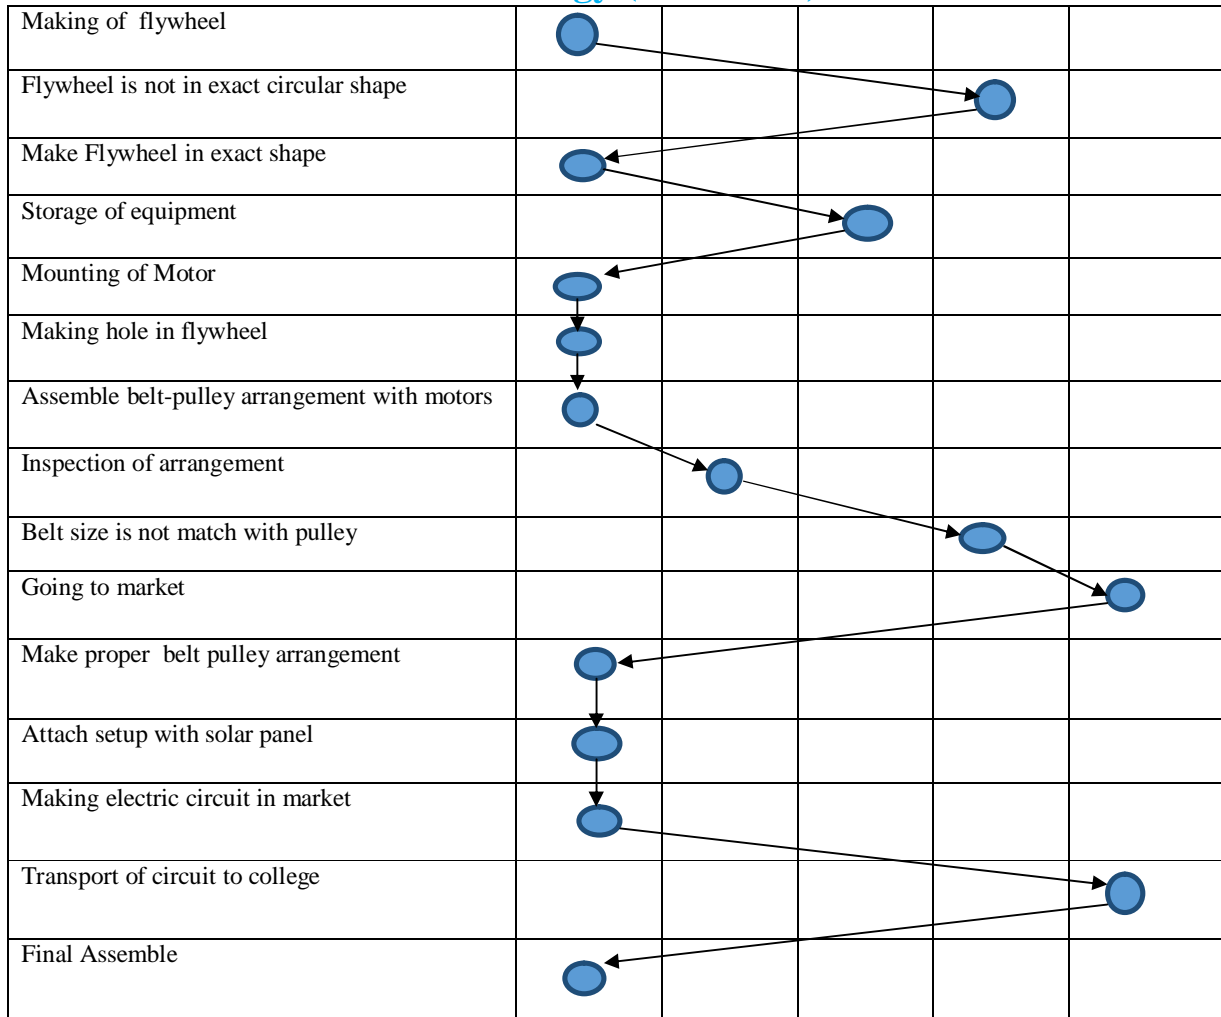 Making of flywheel
Flywheel is not in exact circular shape
Make Flywheel in exact shape
Storage of equipment
Mounting of Motor
Making hole in flywheel
Assemble belt-pulley arrangement with motors
Inspection of arrangement
Belt size is not match with pulley
Going to market
Make proper belt pulley arrangement
Attach setup with solar panel
Making electric circuit in market
Transport of circuit to college
Final Assemble